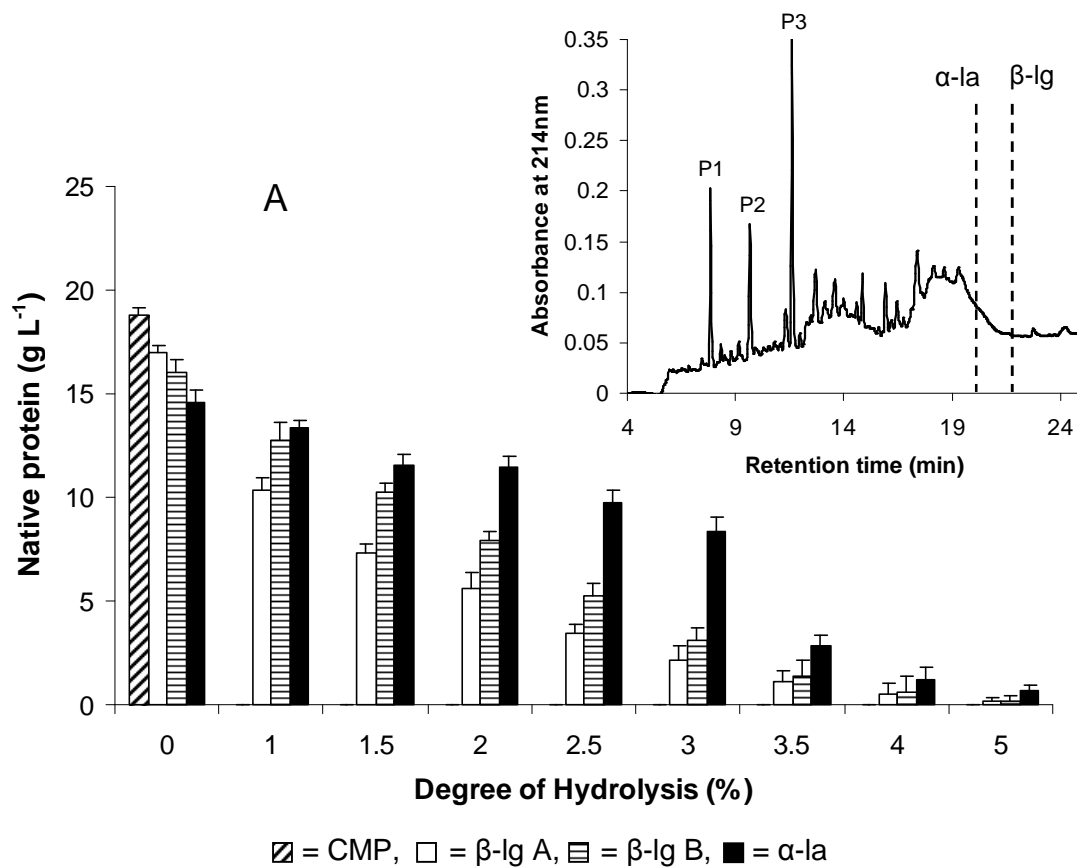 P3
0.35
0.3
0.25
0.2
0.15
0.1
0.05
0
α-la
β-lg
P1
P2
Absorbance at 214nm
4 9 14 19 24
Retention time (min)
A
25
20
15
10
5
0
Native protein (g L⁻¹)
0 1 1.5 2 2.5 3 3.5 4 5
Degree of Hydrolysis (%)
= CMP, = β-lg A, = β-lg B, = α-la